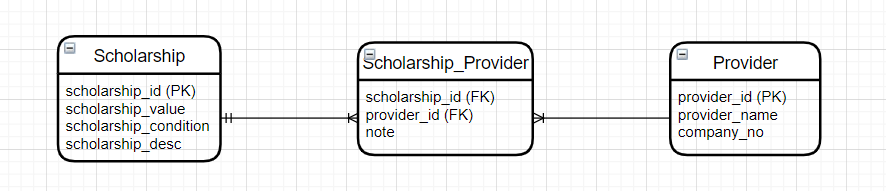 Scholarship
scholarship_id (PK)
scholarship_value
scholarship_condition
scholarship_desc
Scholarship_Provider
scholarship_id (FK)
provider_id (FK)
note
Provider
provider_id (PK)
provider_name
company_no